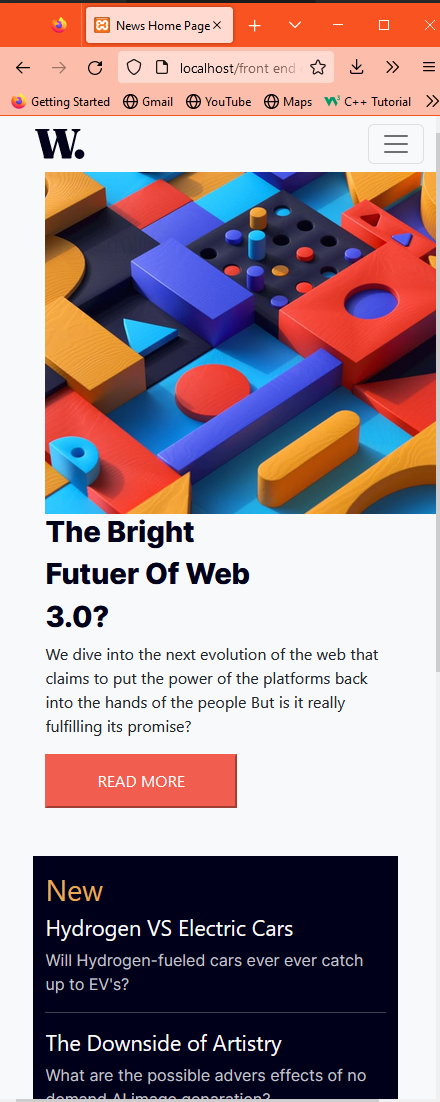 News Home Page
localhost/front end
Getting Started
Gmail
YouTube
Maps
C++ Tutorial
W.
The Bright
Futuer Of Web
3.0?
We dive into the next evolution of the web that
claims to put the power of the platforms back
into the hands of the people But is it really
fulfilling its promise?
READ MORE
New
Hydrogen VS Electric Cars
Will Hydrogen-fueled cars ever ever catch
up to EV's?
The Downside of Artistry
What are the possible advers effects of no
demand AI image genaration?